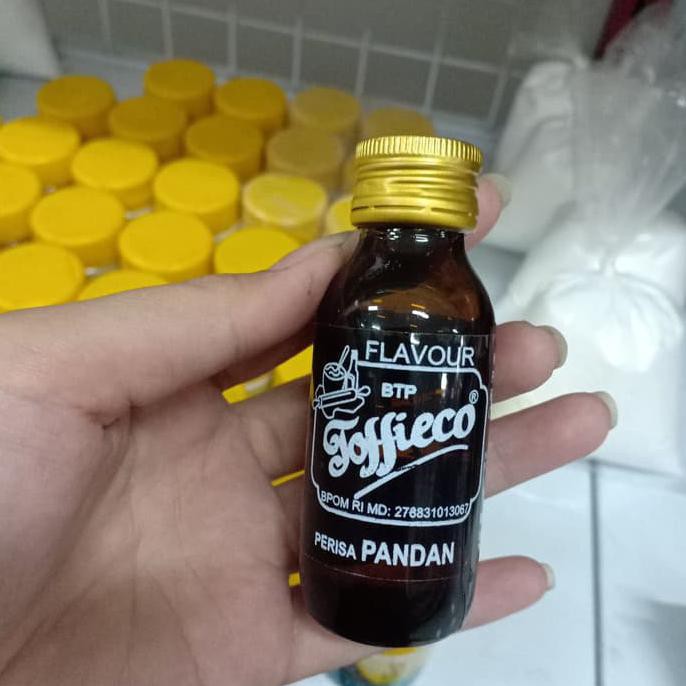 FLAVOUR
BTP
Toffieco®
BPOM RI MD: 276831013067
PERISA PANDAN